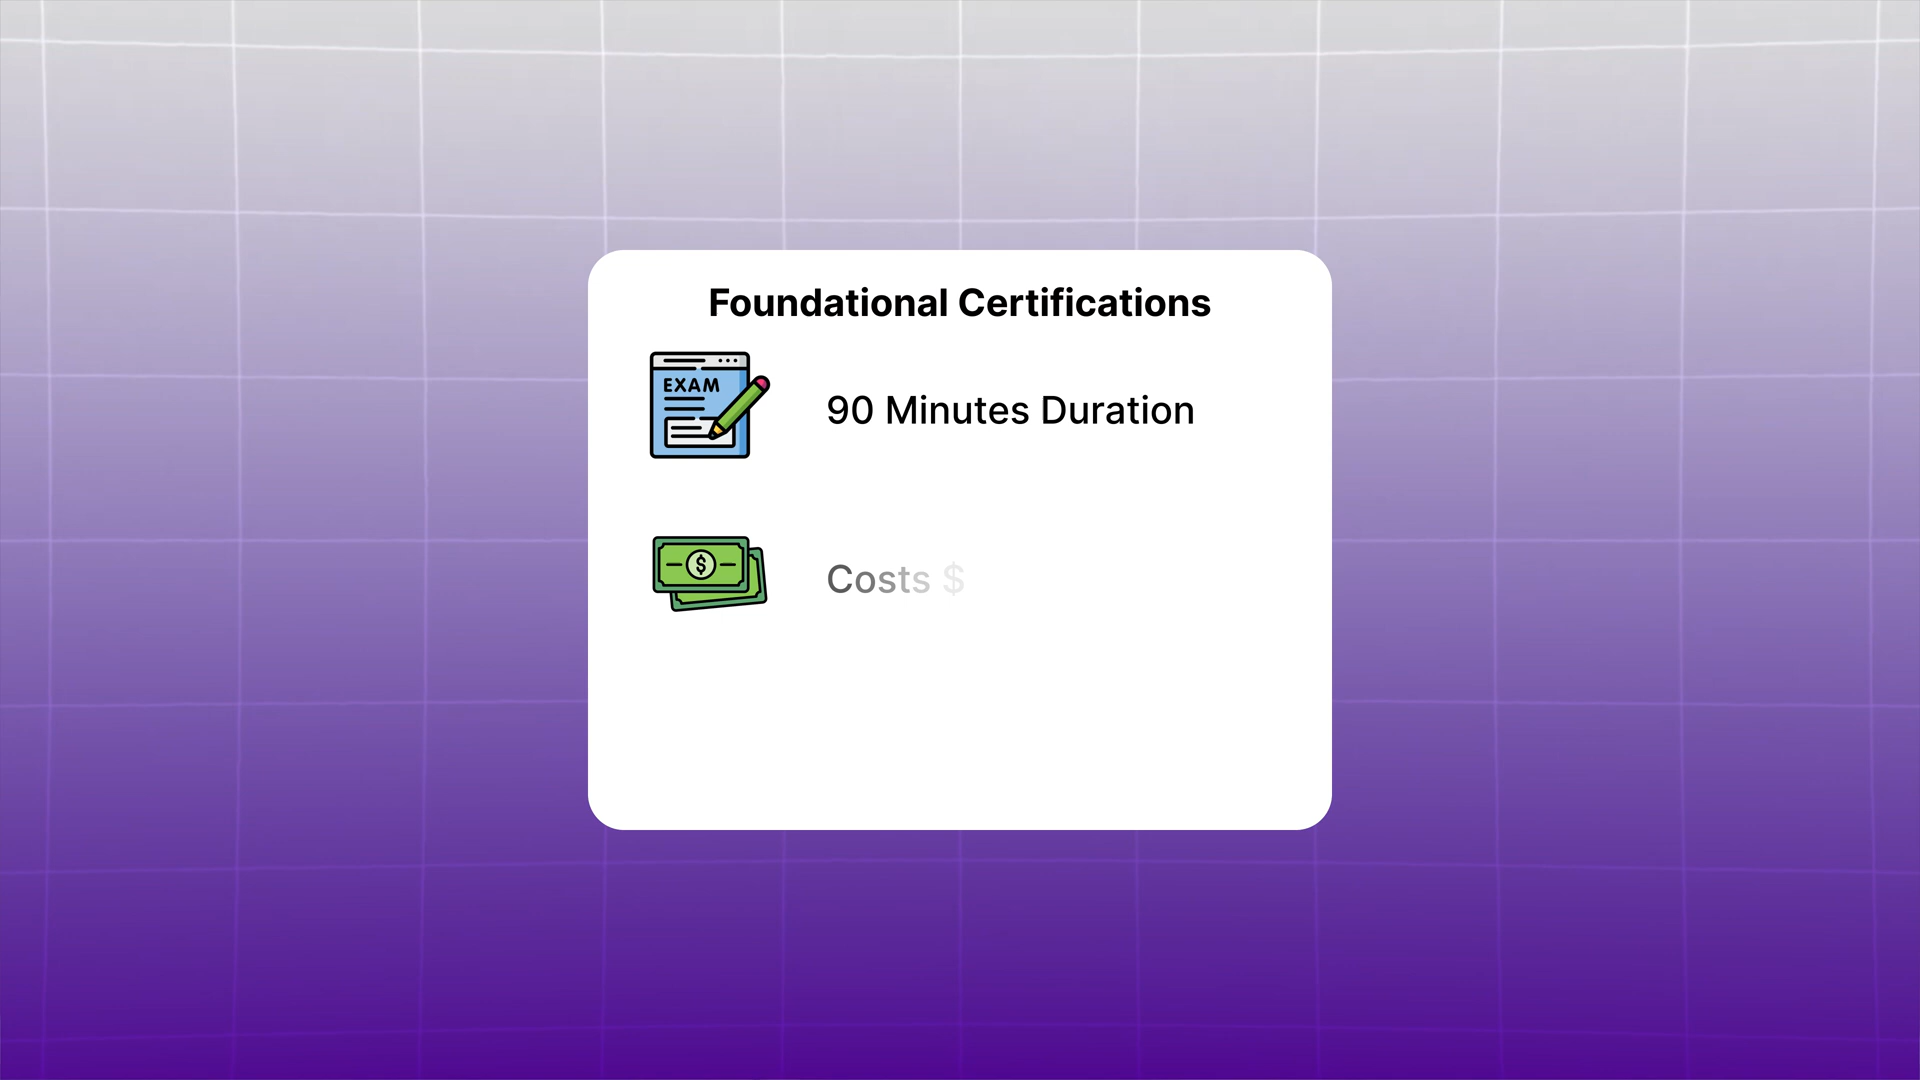 Foundational Certifications
EXAM
90 Minutes Duration
$
Costs $